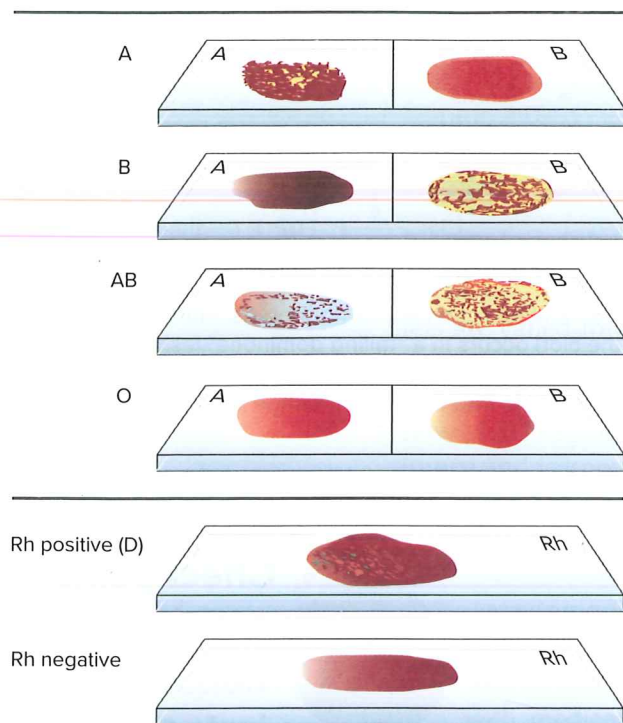 A A B
B A B
AB A B
O A B
Rh positive (D) Rh
Rh negative Rh